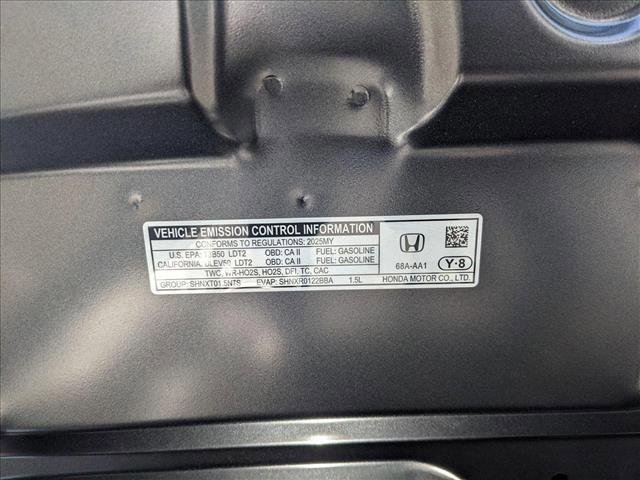 VEHICLE EMISSION CONTROL INFORMATION
CONFORMS TO REGULATIONS: 2025MY
U.S. EPA: T3B50 LDT2 OBD: CA II FUEL: GASOLINE
CALIFORNIA: ULEV50 LDT2 OBD: CA II FUEL: GASOLINE
TWC, WR-HO2S, HO2S, DFI, TC, CAC
GROUP: SHNXT01.5NTS EVAP: SHNXR0122BBA 1.5L
68A-AA1
Y·8
HONDA MOTOR CO., LTD.